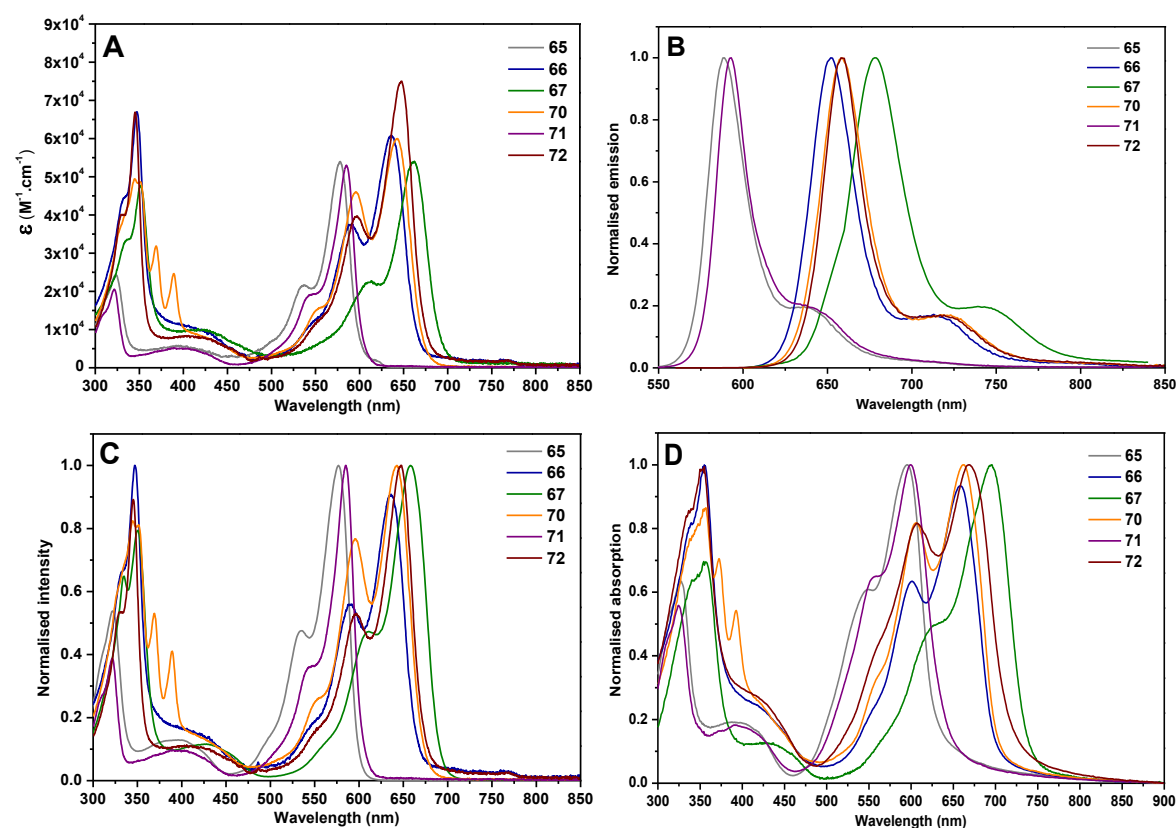 A
9x10⁴
8x10⁴
7x10⁴
6x10⁴
5x10⁴
4x10⁴
3x10⁴
2x10⁴
1x10⁴
0
ε (M⁻¹.cm⁻¹)
300 350 400 450 500 550 600 650 700 750 800 850
Wavelength (nm)
65
66
67
70
71
72
B
1.0
0.8
0.6
0.4
0.2
0.0
Normalised emission
550 600 650 700 750 800 850
Wavelength (nm)
65
66
67
70
71
72
C
1.0
0.8
0.6
0.4
0.2
0.0
Normalised intensity
300 350 400 450 500 550 600 650 700 750 800 850
Wavelength (nm)
65
66
67
70
71
72
D
1.0
0.8
0.6
0.4
0.2
0.0
Normalised absorption
300 350 400 450 500 550 600 650 700 750 800 850 900
Wavelength (nm)
65
66
67
70
71
72